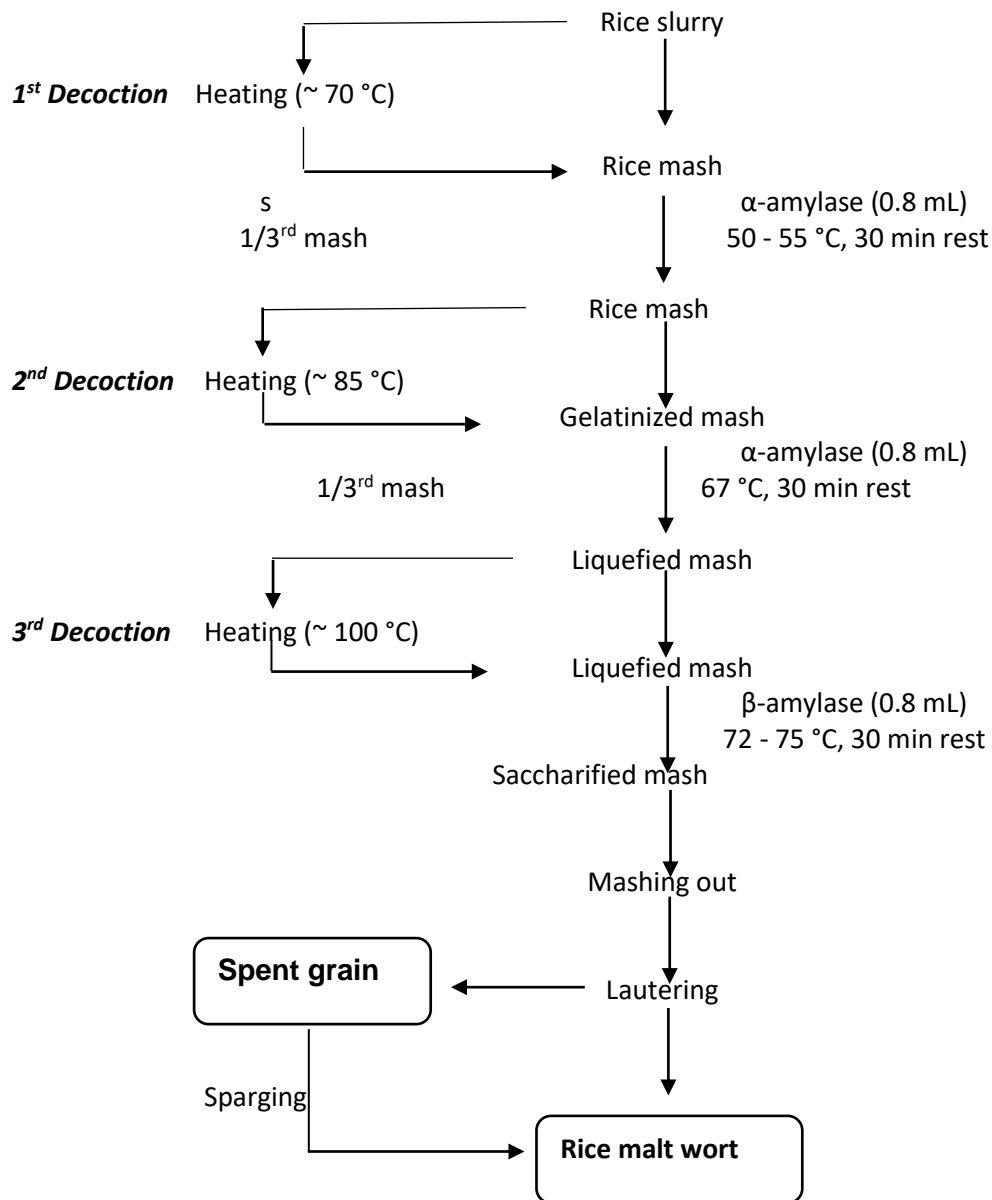 Rice slurry
1st Decoction Heating (~ 70 °C)
Rice mash
s
1/3rd mash
α-amylase (0.8 mL)
50 - 55 °C, 30 min rest
Rice mash
2nd Decoction Heating (~ 85 °C)
Gelatinized mash
α-amylase (0.8 mL)
1/3rd mash
67 °C, 30 min rest
Liquefied mash
3rd Decoction Heating (~ 100 °C)
Liquefied mash
β-amylase (0.8 mL)
72 - 75 °C, 30 min rest
Saccharified mash
Mashing out
Spent grain
Lautering
Sparging
Rice malt wort